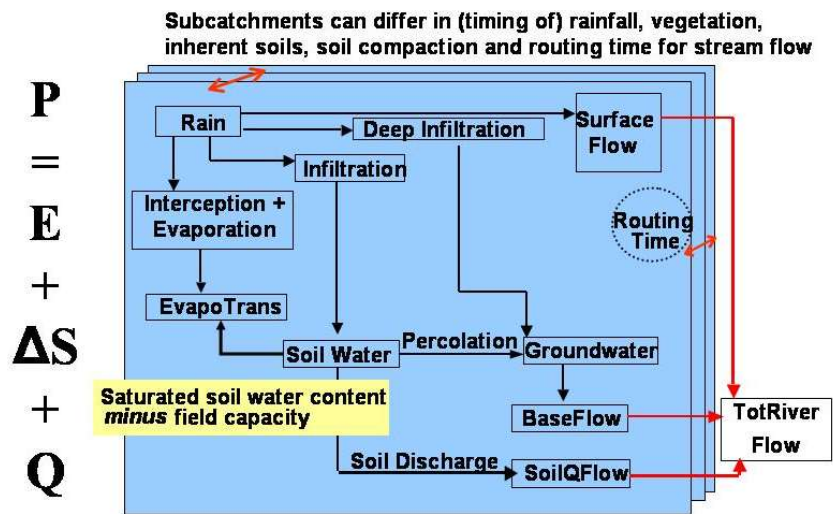 Subcatchments can differ in (timing of) rainfall, vegetation,
inherent soils, soil compaction and routing time for stream flow
P
=
E
+
ΔS
+
Q
Rain
Deep Infiltration
Surface
Flow
Infiltration
Interception +
Evaporation
Routing
Time
EvapoTrans
Soil Water
Percolation
Groundwater
Saturated soil water content
minus field capacity
BaseFlow
TotRiver
Flow
Soil Discharge
SoilQFlow